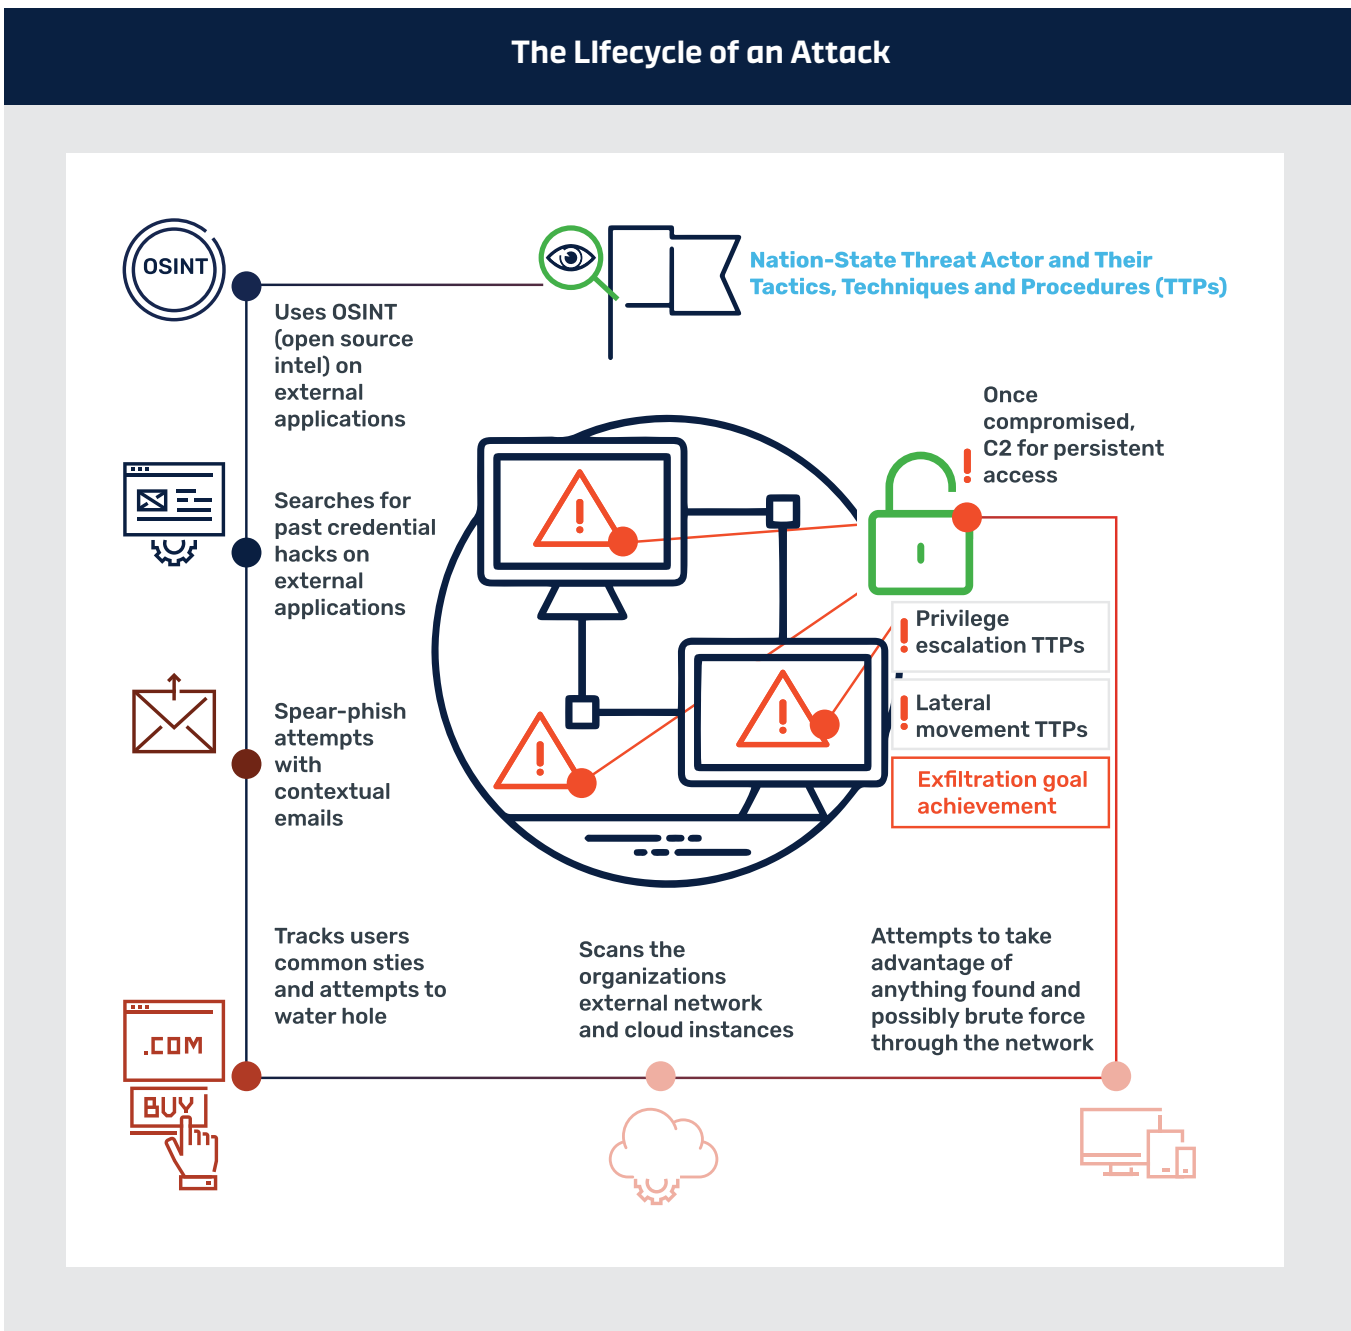 The LIfecycle of an Attack
OSINT
Nation-State Threat Actor and Their
Tactics, Techniques and Procedures (TTPs)
Uses OSINT
(open source
intel) on
external
applications
Once
compromised,
C2 for persistent
access
Searches for
past credential
hacks on
external
applications
Privilege
escalation TTPs
Lateral
movement TTPs
Exfiltration goal
achievement
Spear-phish
attempts
with
contextual
emails
Tracks users
common sties
and attempts to
water hole
Scans the
organizations
external network
and cloud instances
Attempts to take
advantage of
anything found and
possibly brute force
through the network
.COM
BUY